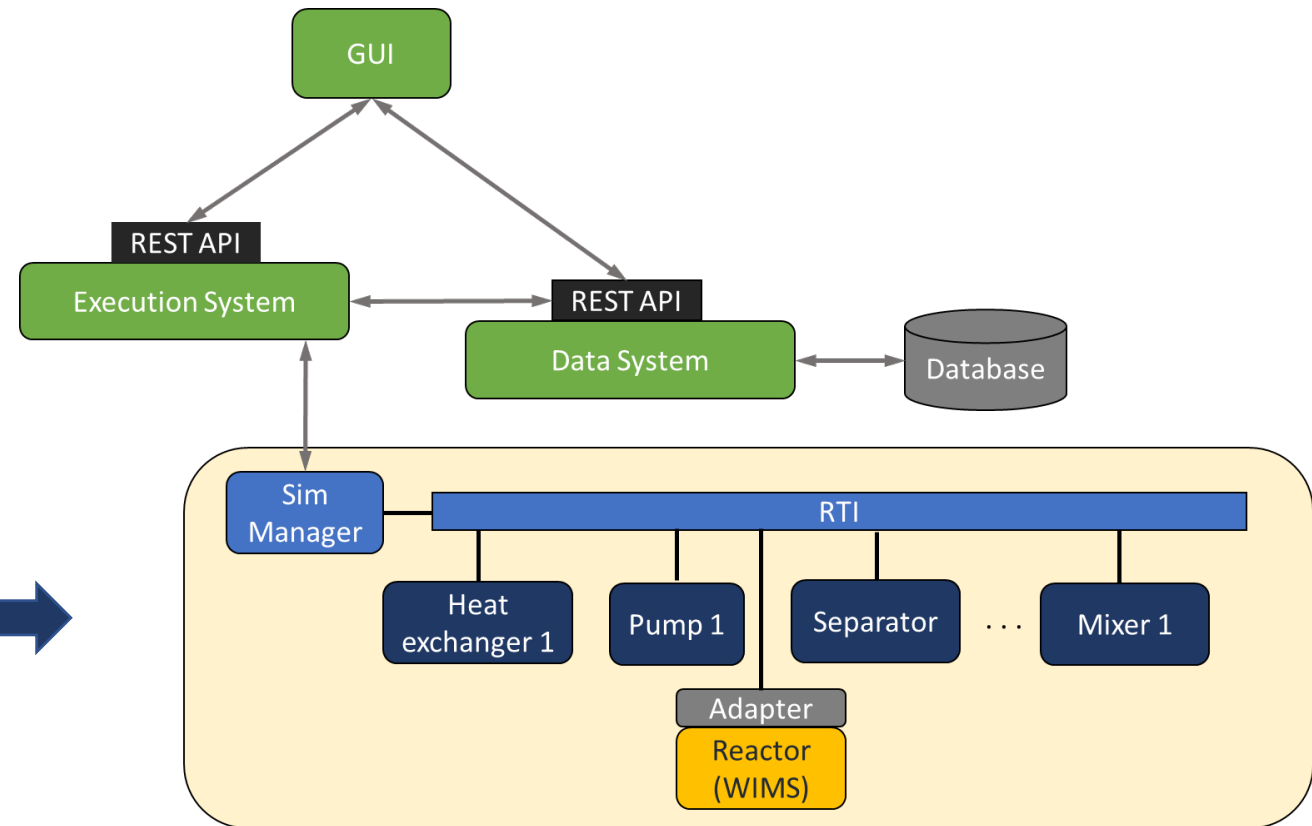 GUI
REST API
Execution System
REST API
Data System
Database
Sim
Manager
RTI
Heat
exchanger 1
Pump 1
Separator
. . .
Mixer 1
Adapter
Reactor
(WIMS)